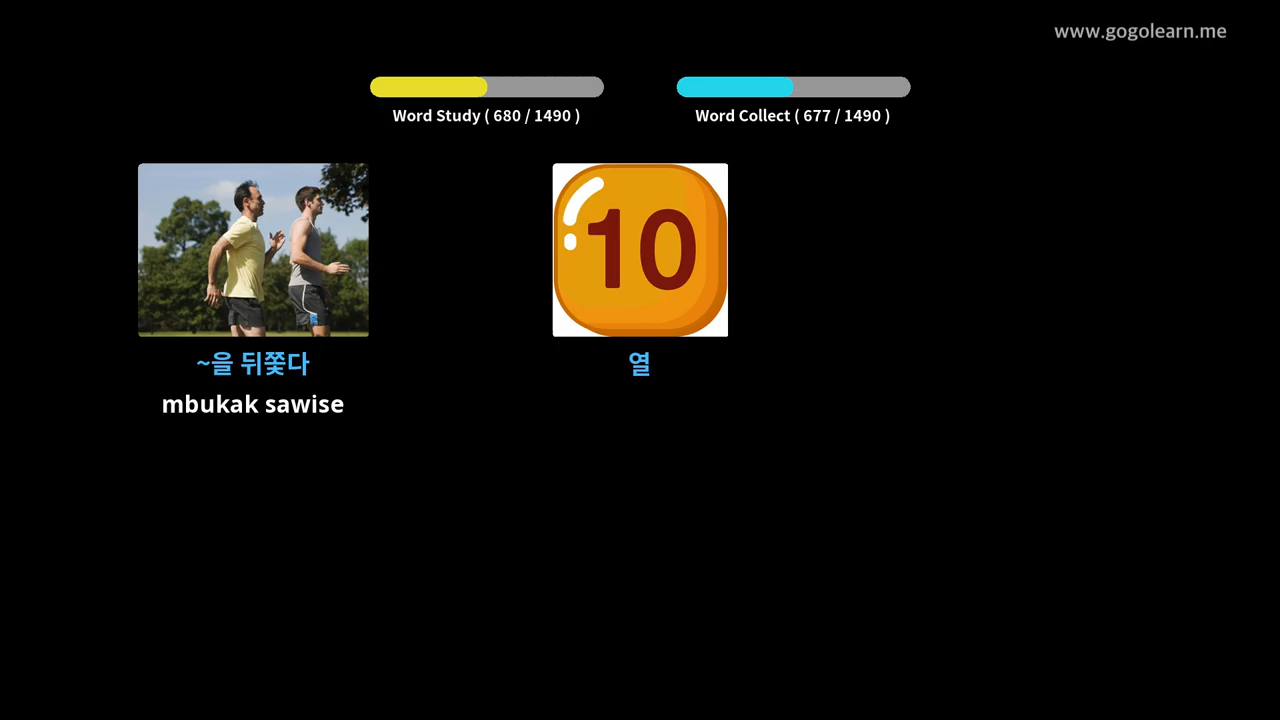 www.gogolearn.me
Word Study ( 680 / 1490 )
Word Collect ( 677 / 1490 )
10
~을 뒤쫓다
열
mbukak sawise